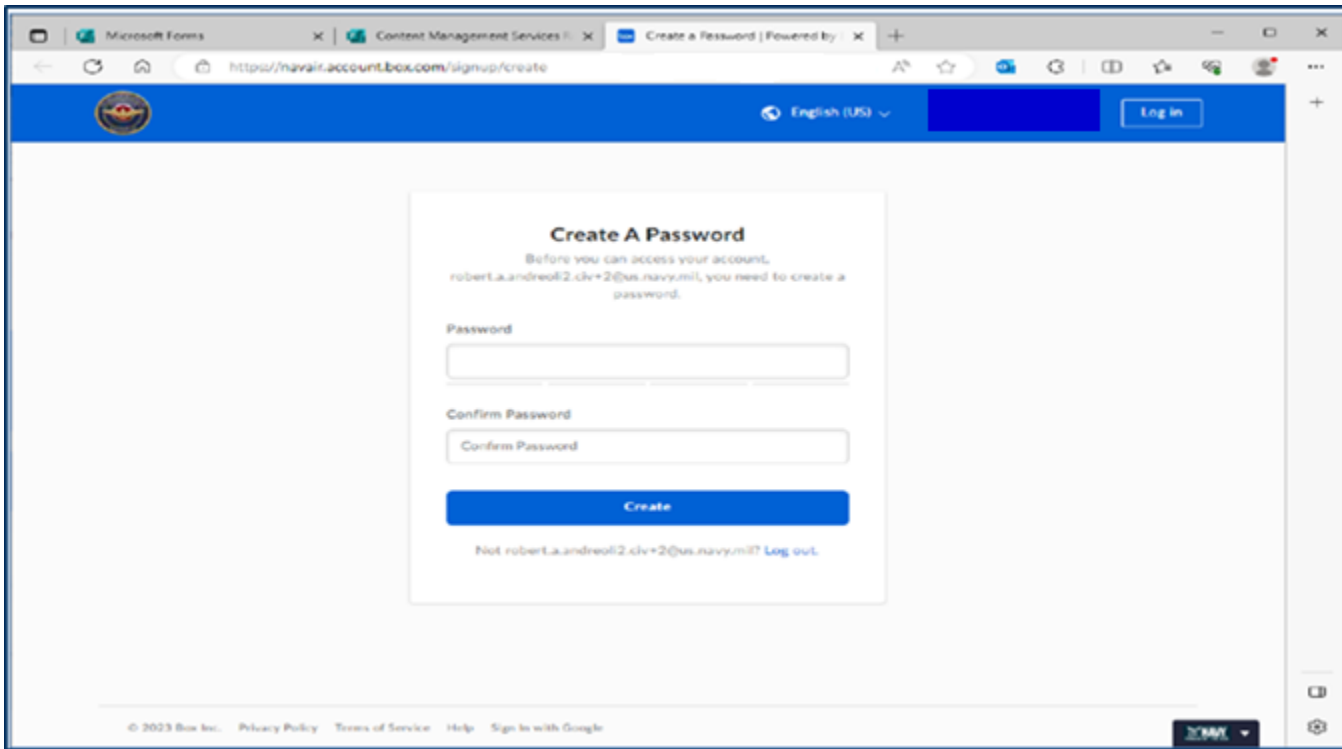 Microsoft Forms
Content Management Services R
Create a Password | Powered by
https://navair.account.box.com/signup/create
English (US)
Log in
Create A Password
Before you can access your account,
robert.a.andreoli2.civ+2@us.navy.mil, you need to create a
password.
Password
Confirm Password
Confirm Password
Create
Not robert.a.andreoli2.civ+2@us.navy.mil? Log out.
© 2023 Box Inc. Privacy Policy Terms of Service Help Sign In with Google